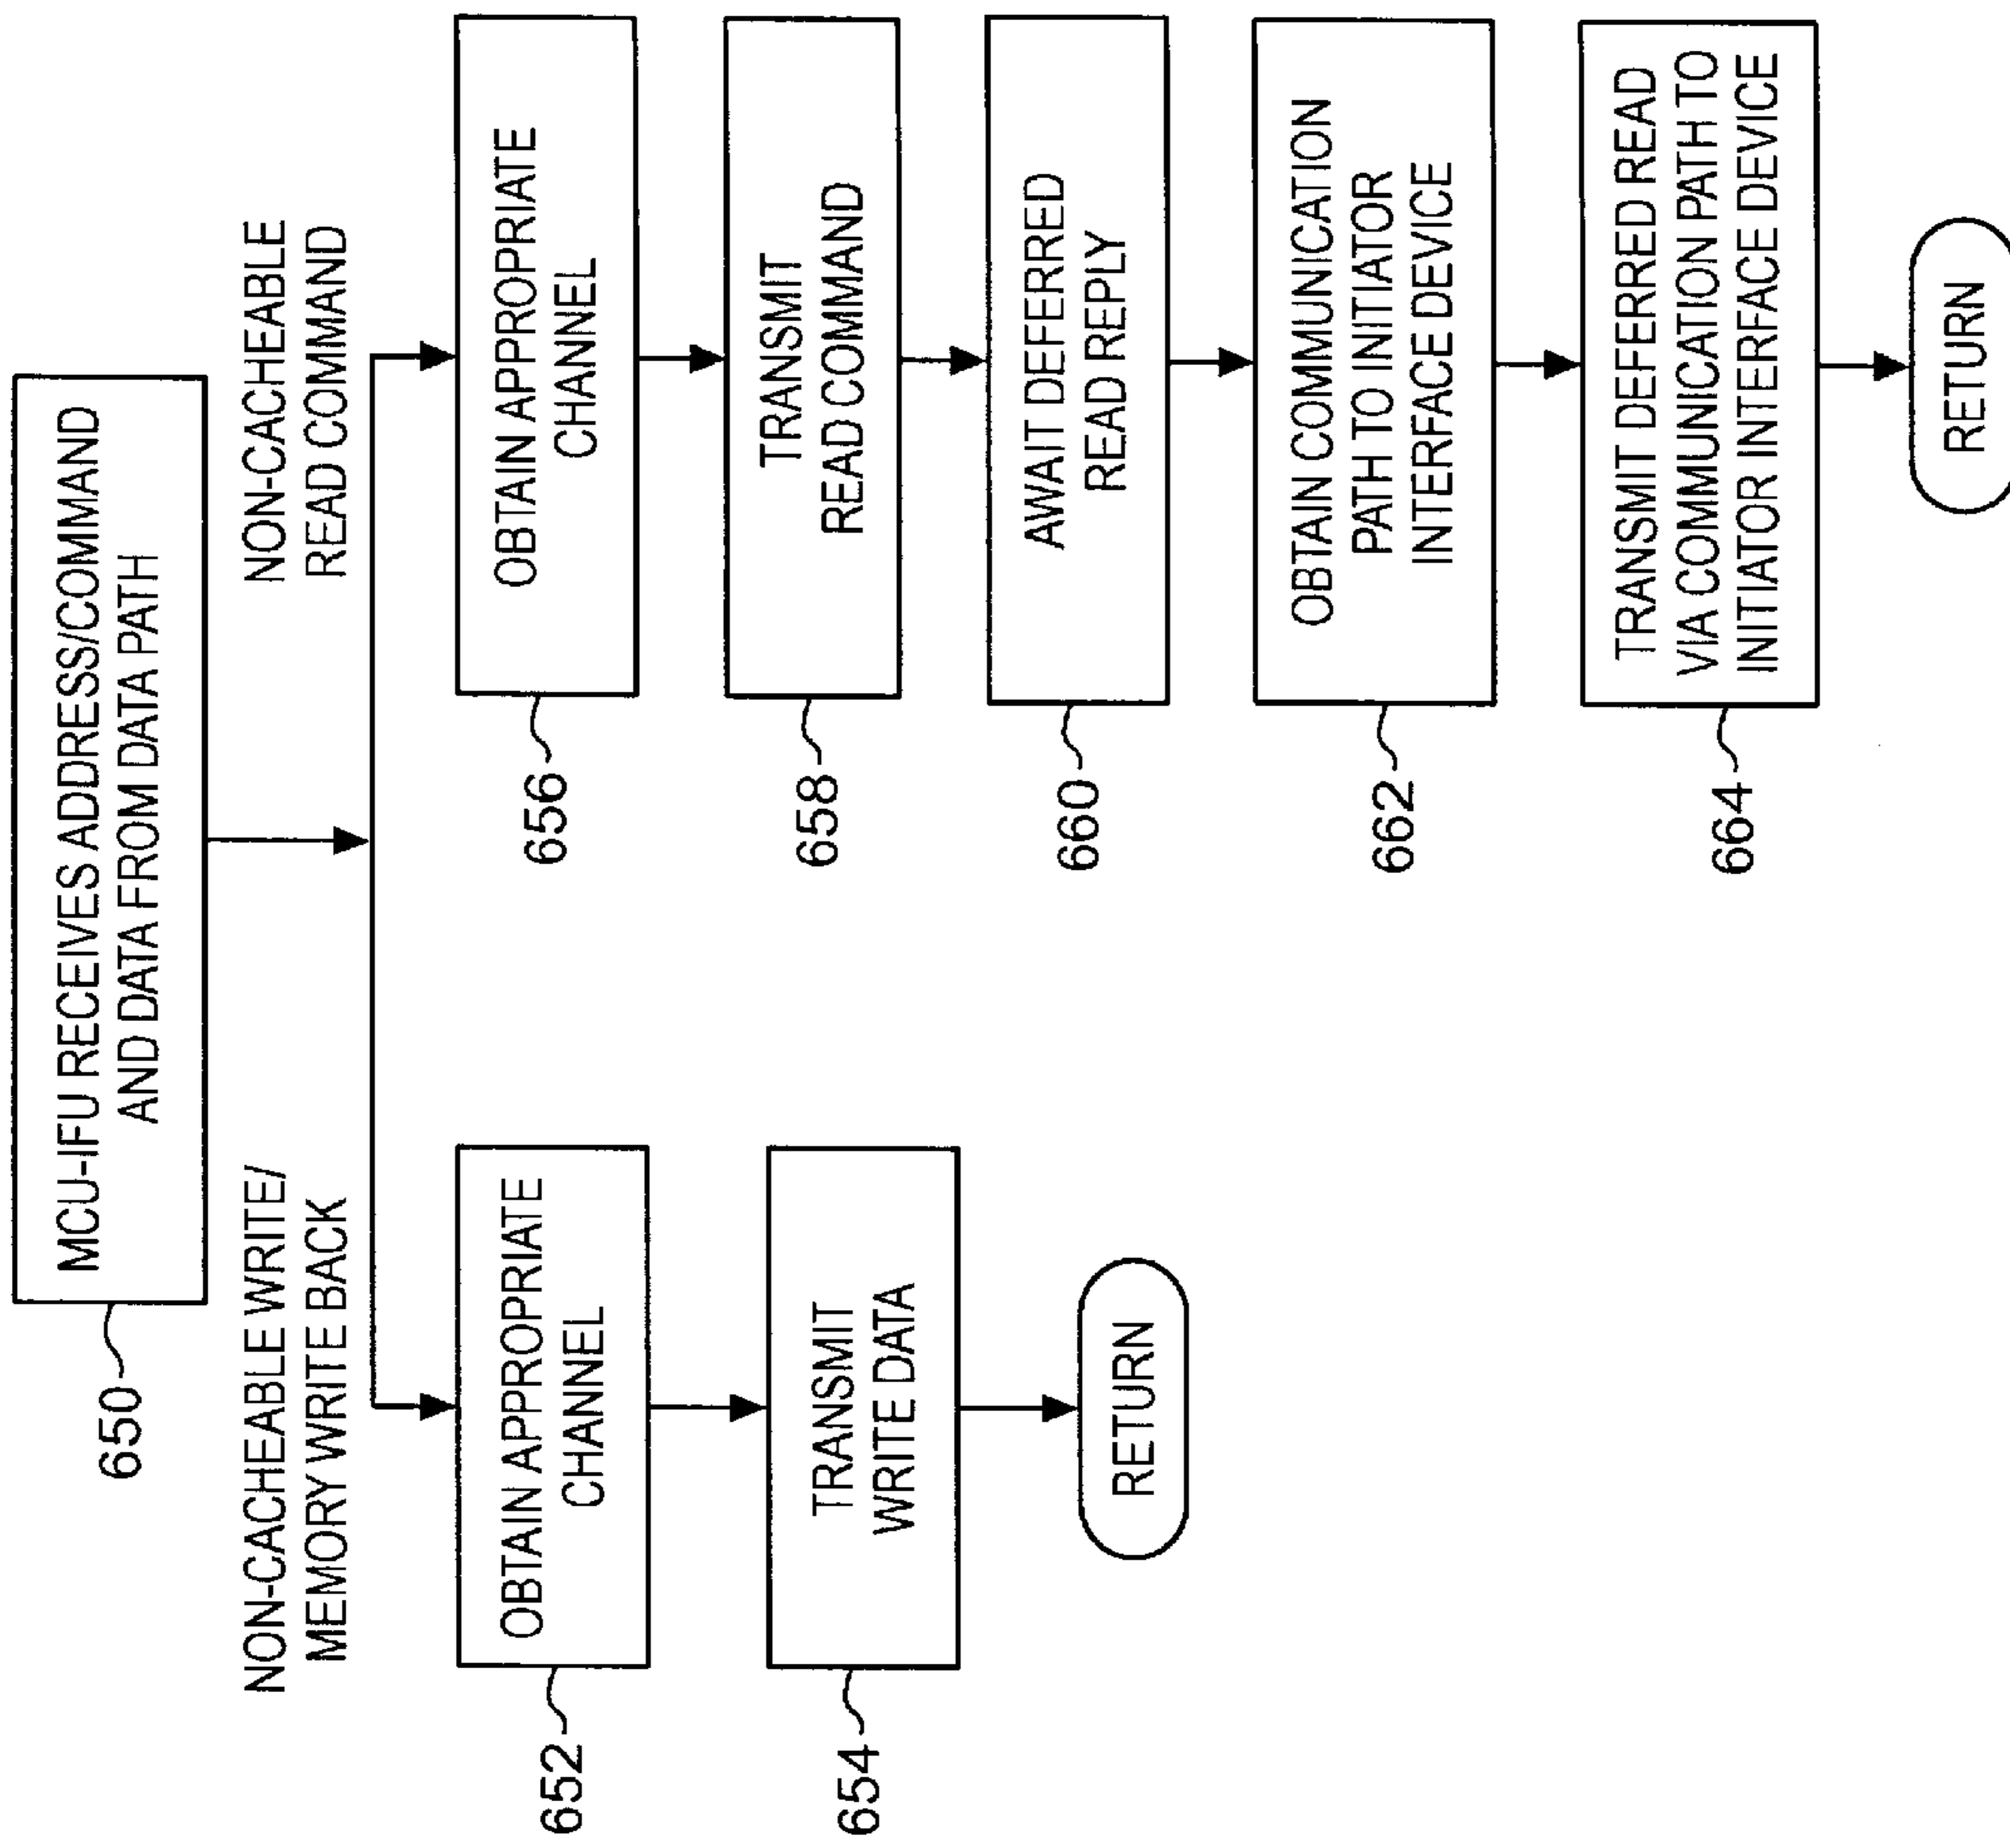 MCU-IFU RECEIVES ADDRESS/COMMAND
AND DATA FROM DATA PATH
650
NON-CACHEABLE WRITE/
MEMORY WRITE BACK
OBTAIN APPROPRIATE
CHANNEL
652
TRANSMIT
WRITE DATA
654
RETURN
NON-CACHEABLE
READ COMMAND
OBTAIN APPROPRIATE
CHANNEL
656
TRANSMIT
READ COMMAND
658
AWAIT DEFERRED
READ REPLY
660
OBTAIN COMMUNICATION
PATH TO INITIATOR
INTERFACE DEVICE
662
TRANSMIT DEFERRED READ
VIA COMMUNICATION PATH TO
INITIATOR INTERFACE DEVICE
664
RETURN